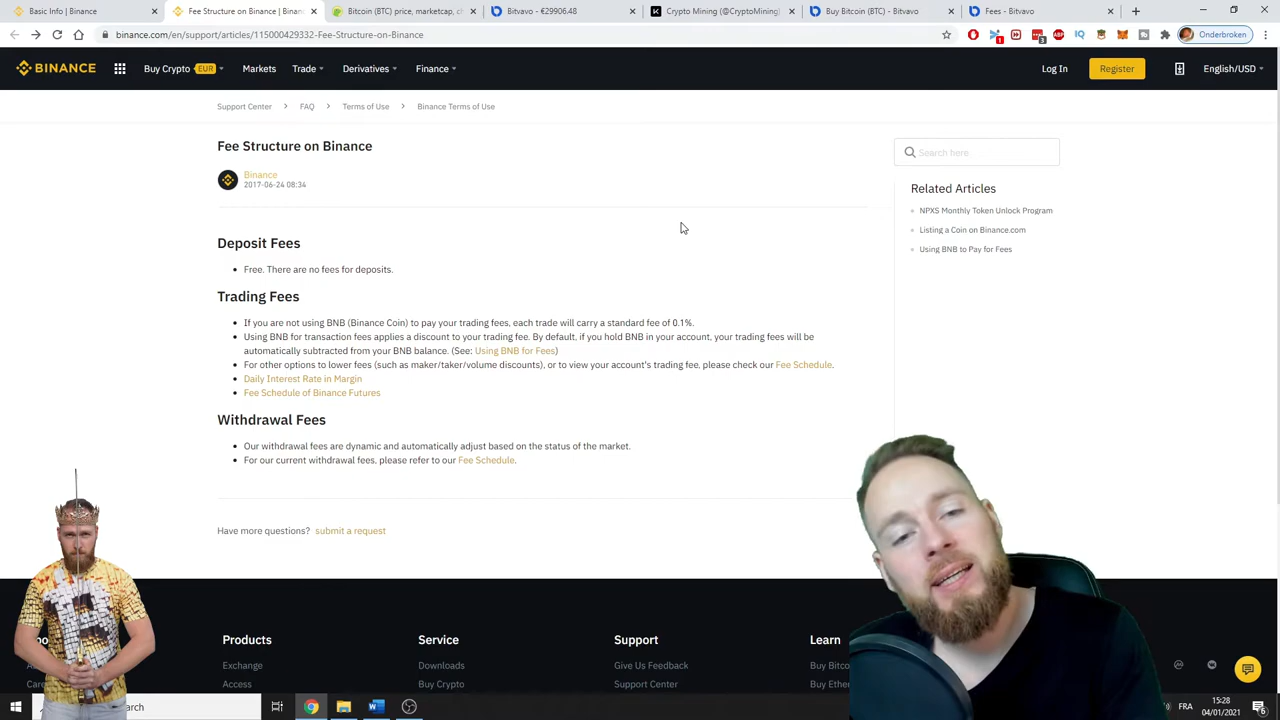 Basic Info | Binance
Fee Structure on Binance | Binan
Bitcoin (BTC) price, marketcap, ch
Bitvavo - €29906.48
Crypto Mining (@CryptoMining)
Buy Bitcoin (BTC) - Bitvavo
Fees - Bitvavo
binance.com/en/support/articles/115000429332-Fee-Structure-on-Binance
Onderbroken
BINANCE
Buy Crypto EUR
Markets
Trade
Derivatives
Finance
Log In
Register
English/USD
Support Center
FAQ
Terms of Use
Binance Terms of Use
Fee Structure on Binance
Binance
2017-06-24 08:34
Search here
Related Articles
NPXS Monthly Token Unlock Program
Listing a Coin on Binance.com
Using BNB to Pay for Fees
Deposit Fees
Free. There are no fees for deposits.
Trading Fees
If you are not using BNB (Binance Coin) to pay your trading fees, each trade will carry a standard fee of 0.1%.
Using BNB for transaction fees applies a discount to your trading fee. By default, if you hold BNB in your account, your trading fees will be
automatically subtracted from your BNB balance. (See: Using BNB for Fees)
For other options to lower fees (such as maker/taker/volume discounts), or to view your account's trading fee, please check our Fee Schedule.
Daily Interest Rate in Margin
Fee Schedule of Binance Futures
Withdrawal Fees
Our withdrawal fees are dynamic and automatically adjust based on the status of the market.
For our current withdrawal fees, please refer to our Fee Schedule.
Have more questions? submit a request
Products
Service
Support
Learn
Exchange
Downloads
Give Us Feedback
Buy Bitco
Access
Buy Crypto
Support Center
Buy Ether
FRA
15:28
04/01/2021